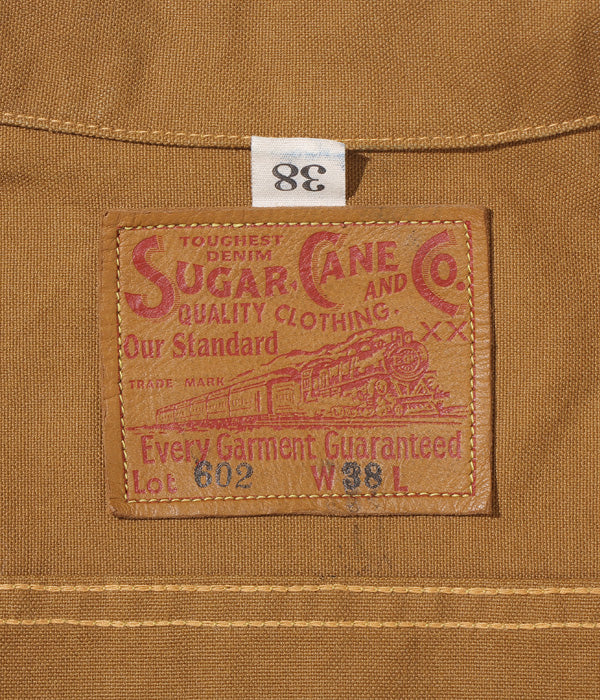 38
TOUGHEST
DENIM
SUGAR CANE AND CO.
QUALITY CLOTHING.
XX
Our Standard
TRADE MARK
Every Garment Guaranteed
Lot 602 W 38 L